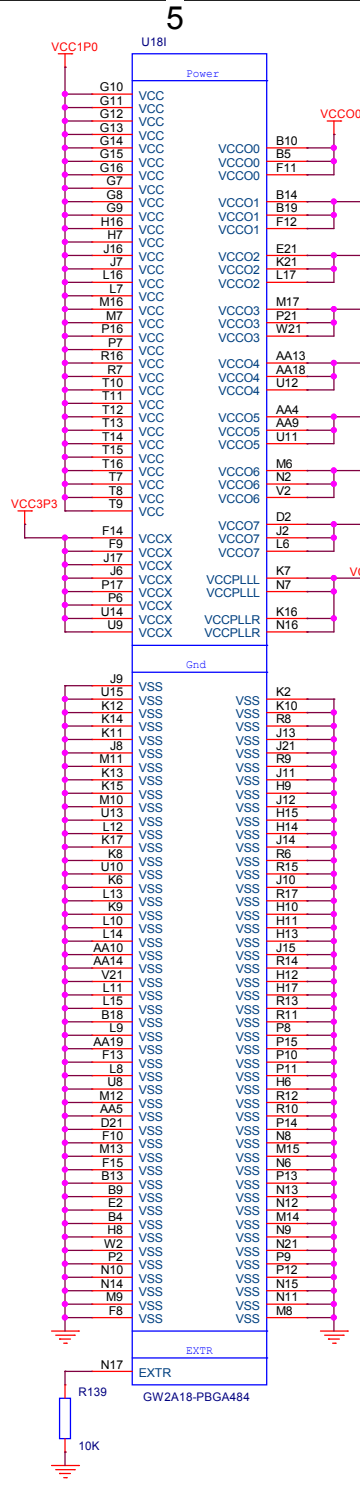 5
U18I
VCC1P0
Power
G10 VCC
G11 VCC
G12 VCC
G13 VCC
VCCO0
G14 VCC VCCO0 B10
G15 VCC VCCO0 B5
G16 VCC VCCO0 F11
G7 VCC
G8 VCC VCCO1 B14
G9 VCC VCCO1 B19
H16 VCC VCCO1 F12
H7 VCC
J16 VCC VCCO2 E21
J7 VCC VCCO2 K21
L16 VCC VCCO2 L17
L7 VCC
M16 VCC VCCO3 M17
M7 VCC VCCO3 P21
P16 VCC VCCO3 W21
P7 VCC
R16 VCC VCCO4 AA13
R7 VCC VCCO4 AA18
T10 VCC VCCO4 U12
T11 VCC
T12 VCC VCCO5 AA4
T13 VCC VCCO5 AA9
T14 VCC VCCO5 U11
T15 VCC
T16 VCC VCCO6 M6
T7 VCC VCCO6 N2
T8 VCC VCCO6 V2
T9 VCC
VCC3P3
VCCO7 D2
F14 VCCX VCCO7 J2
F9 VCCX VCCO7 L6
J17 VCCX
J6 VCCX VCCPLLL K7
P17 VCCX VCCPLLL N7
P6 VCCX
U14 VCCX VCCPLLR K16
U9 VCCX VCCPLLR N16
Gnd
J9 VSS
U15 VSS VSS K2
K12 VSS VSS K10
K14 VSS VSS R8
K11 VSS VSS J13
J8 VSS VSS J21
M11 VSS VSS R9
K13 VSS VSS J11
K15 VSS VSS H9
M10 VSS VSS J12
U13 VSS VSS H15
L12 VSS VSS H14
K17 VSS VSS J14
K8 VSS VSS R6
U10 VSS VSS R15
K6 VSS VSS J10
L13 VSS VSS R17
K9 VSS VSS H10
L10 VSS VSS H11
L14 VSS VSS H13
AA10 VSS VSS J15
AA14 VSS VSS R14
V21 VSS VSS H12
L11 VSS VSS H17
L15 VSS VSS R13
B18 VSS VSS R11
L9 VSS VSS P8
AA19 VSS VSS P15
F13 VSS VSS P10
L8 VSS VSS P11
U8 VSS VSS H6
M12 VSS VSS R12
AA5 VSS VSS R10
D21 VSS VSS P14
F10 VSS VSS N8
M13 VSS VSS M15
F15 VSS VSS N6
B13 VSS VSS P13
B9 VSS VSS N13
E2 VSS VSS N12
B4 VSS VSS M14
H8 VSS VSS N9
W2 VSS VSS N21
P2 VSS VSS P9
N10 VSS VSS P12
N14 VSS VSS N15
M9 VSS VSS N11
F8 VSS VSS M8
EXTR
N17 EXTR
R139
GW2A18-PBGA484
10K